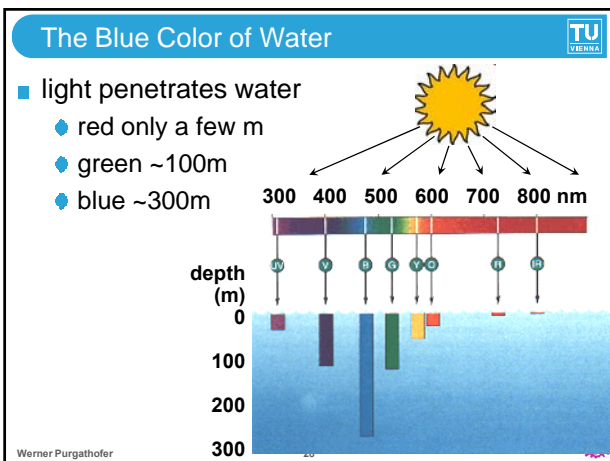 The Blue Color of Water
TU
VIENNA
light penetrates water
red only a few m
green ~100m
blue ~300m
300 400 500 600 700 800 nm
UV V B G Y O R IR
depth
(m)
0
100
200
300
Werner Purgathofer